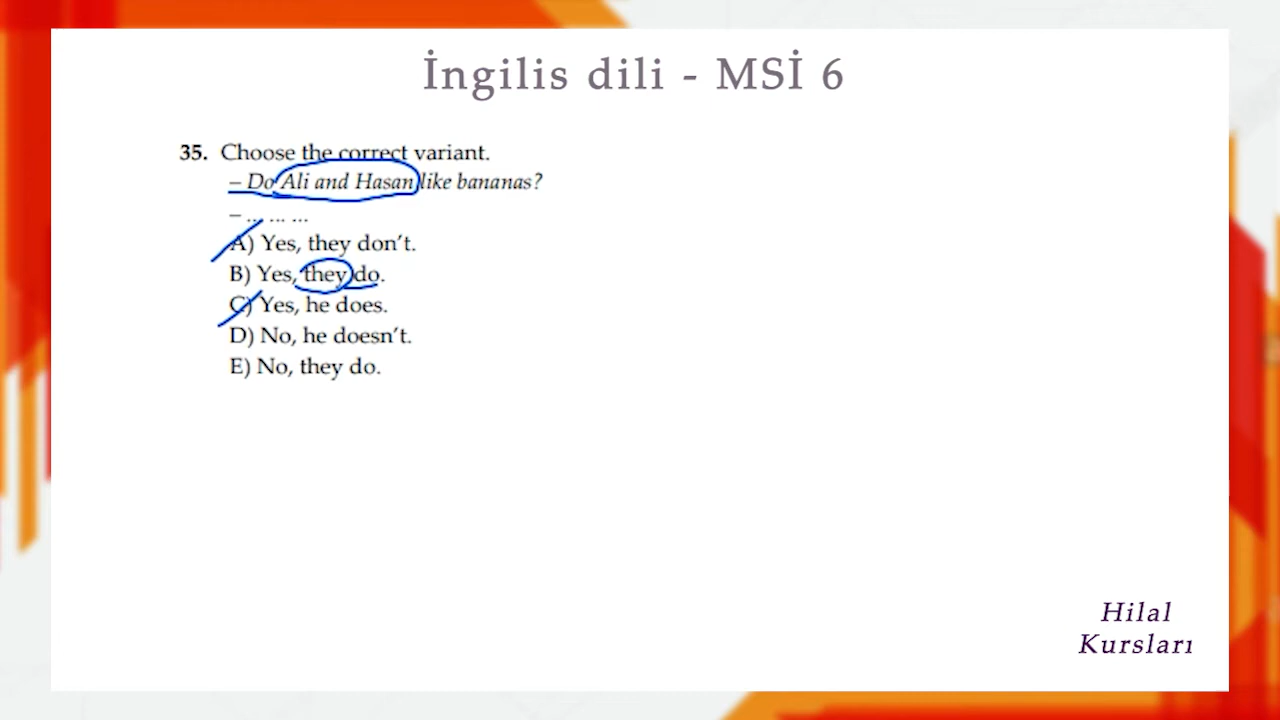 İngilis dili - MSİ 6
35. Choose the correct variant.
– Do Ali and Hasan like bananas?
– ... ... ...
A) Yes, they don't.
B) Yes, they do.
C) Yes, he does.
D) No, he doesn't.
E) No, they do.
Hilal
Kursları